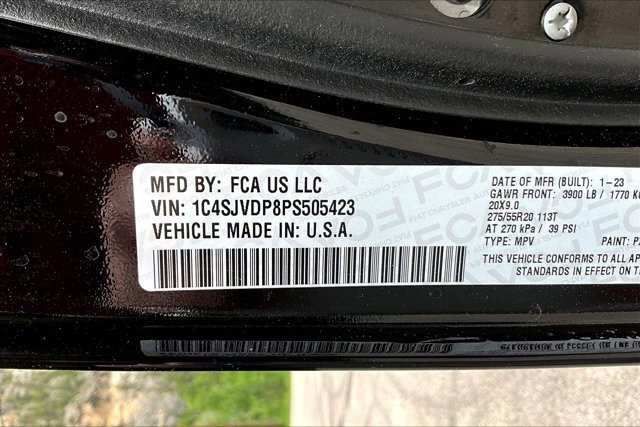 MFD BY: FCA US LLC
VIN: 1C4SJVDP8PS505423
VEHICLE MADE IN: U.S.A.
DATE OF MFR (BUILT): 1-23
GAWR FRONT: 3900 LB / 1770 K
20X9.0
275/55R20 113T
AT 270 kPa / 39 PSI
TYPE: MPV PAINT:
VEHICLE CONFORMS TO ALL AP
STANDARDS IN EFFECT ON T